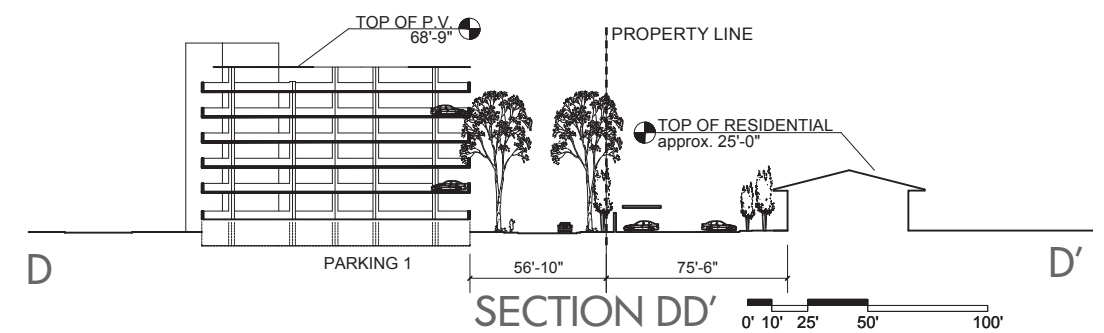 TOP OF P.V.
68'-9"
PROPERTY LINE
TOP OF RESIDENTIAL
approx. 25'-0"
D
PARKING 1
56'-10"
75'-6"
D'
SECTION DD'
0' 10' 25' 50' 100'